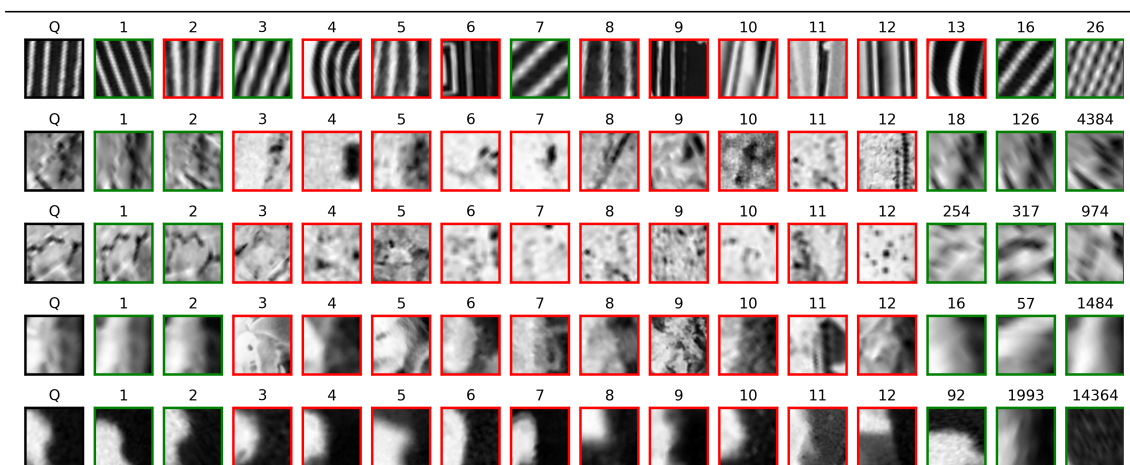 Q 1 2 3 4 5 6 7 8 9 10 11 12 13 16 26
Q 1 2 3 4 5 6 7 8 9 10 11 12 18 126 4384
Q 1 2 3 4 5 6 7 8 9 10 11 12 254 317 974
Q 1 2 3 4 5 6 7 8 9 10 11 12 16 57 1484
Q 1 2 3 4 5 6 7 8 9 10 11 12 92 1993 14364